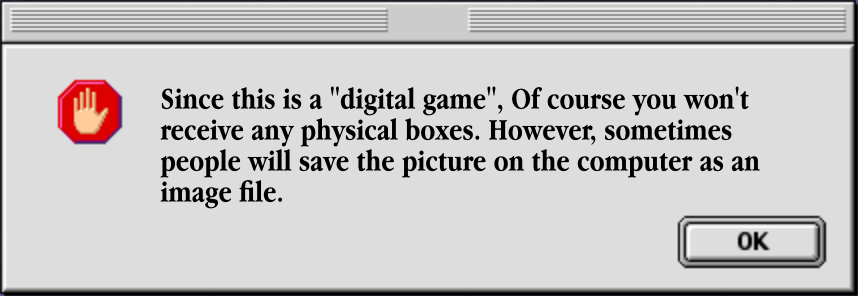 Since this is a "digital game", Of course you won't
receive any physical boxes. However, sometimes
people will save the picture on the computer as an
image file.
OK